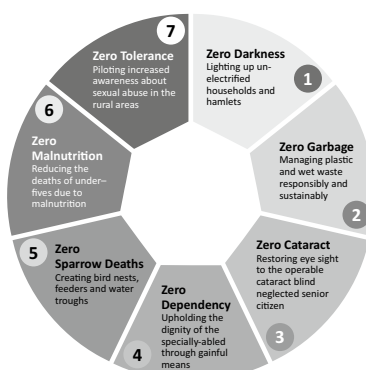 Zero Darkness
Lighting up un-
electrified
households and
hamlets
1
Zero Garbage
Managing plastic
and wet waste
responsibly and
sustainably
2
Zero Cataract
Restoring eye sight
to the operable
cataract blind
neglected senior
citizen
3
Zero
Dependency
Upholding the
dignity of the
specially-abled
through gainful
means
4
Zero
Sparrow Deaths
Creating bird nests,
feeders and water
troughs
5
Zero
Malnutrition
Reducing the
deaths of under–
fives due to
malnutrition
6
Zero Tolerance
Piloting increased
awareness about
sexual abuse in the
rural areas
7